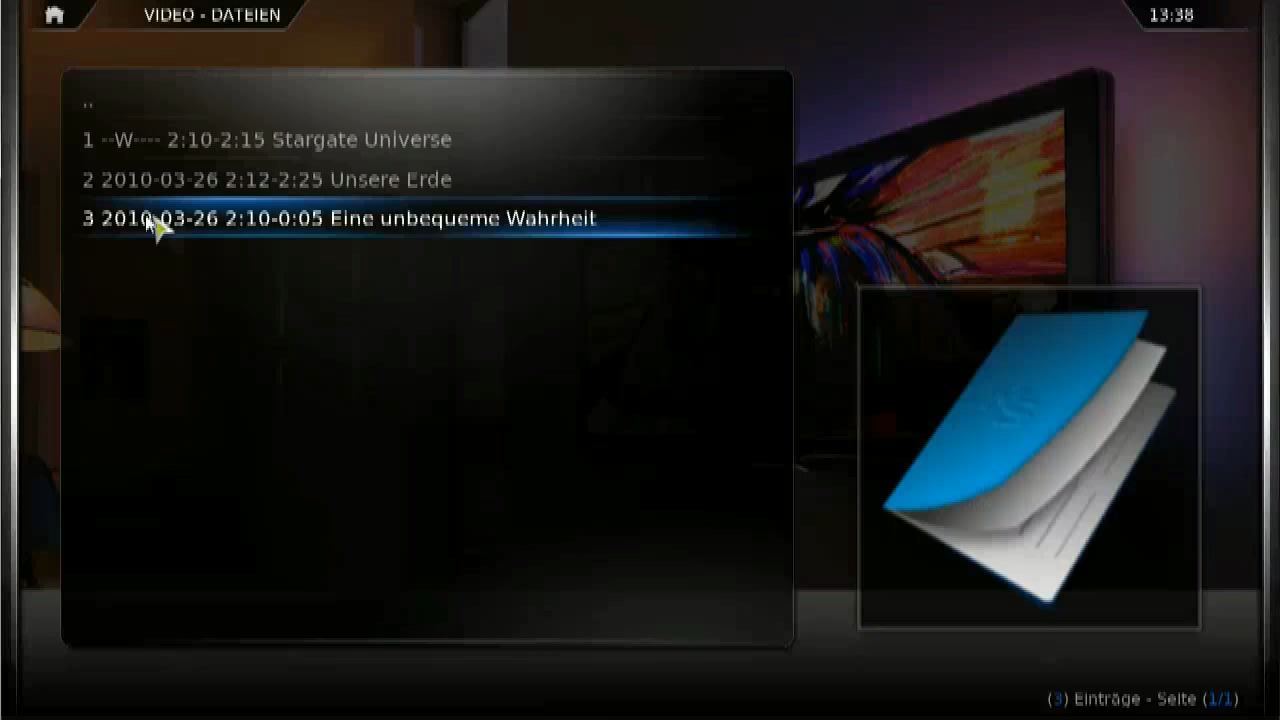 VIDEO - DATEIEN
13:38
..
1 --W---- 2:10-2:15 Stargate Universe
2 2010-03-26 2:12-2:25 Unsere Erde
3 2010-03-26 2:10-0:05 Eine unbequeme Wahrheit
(3) Einträge - Seite (1/1)